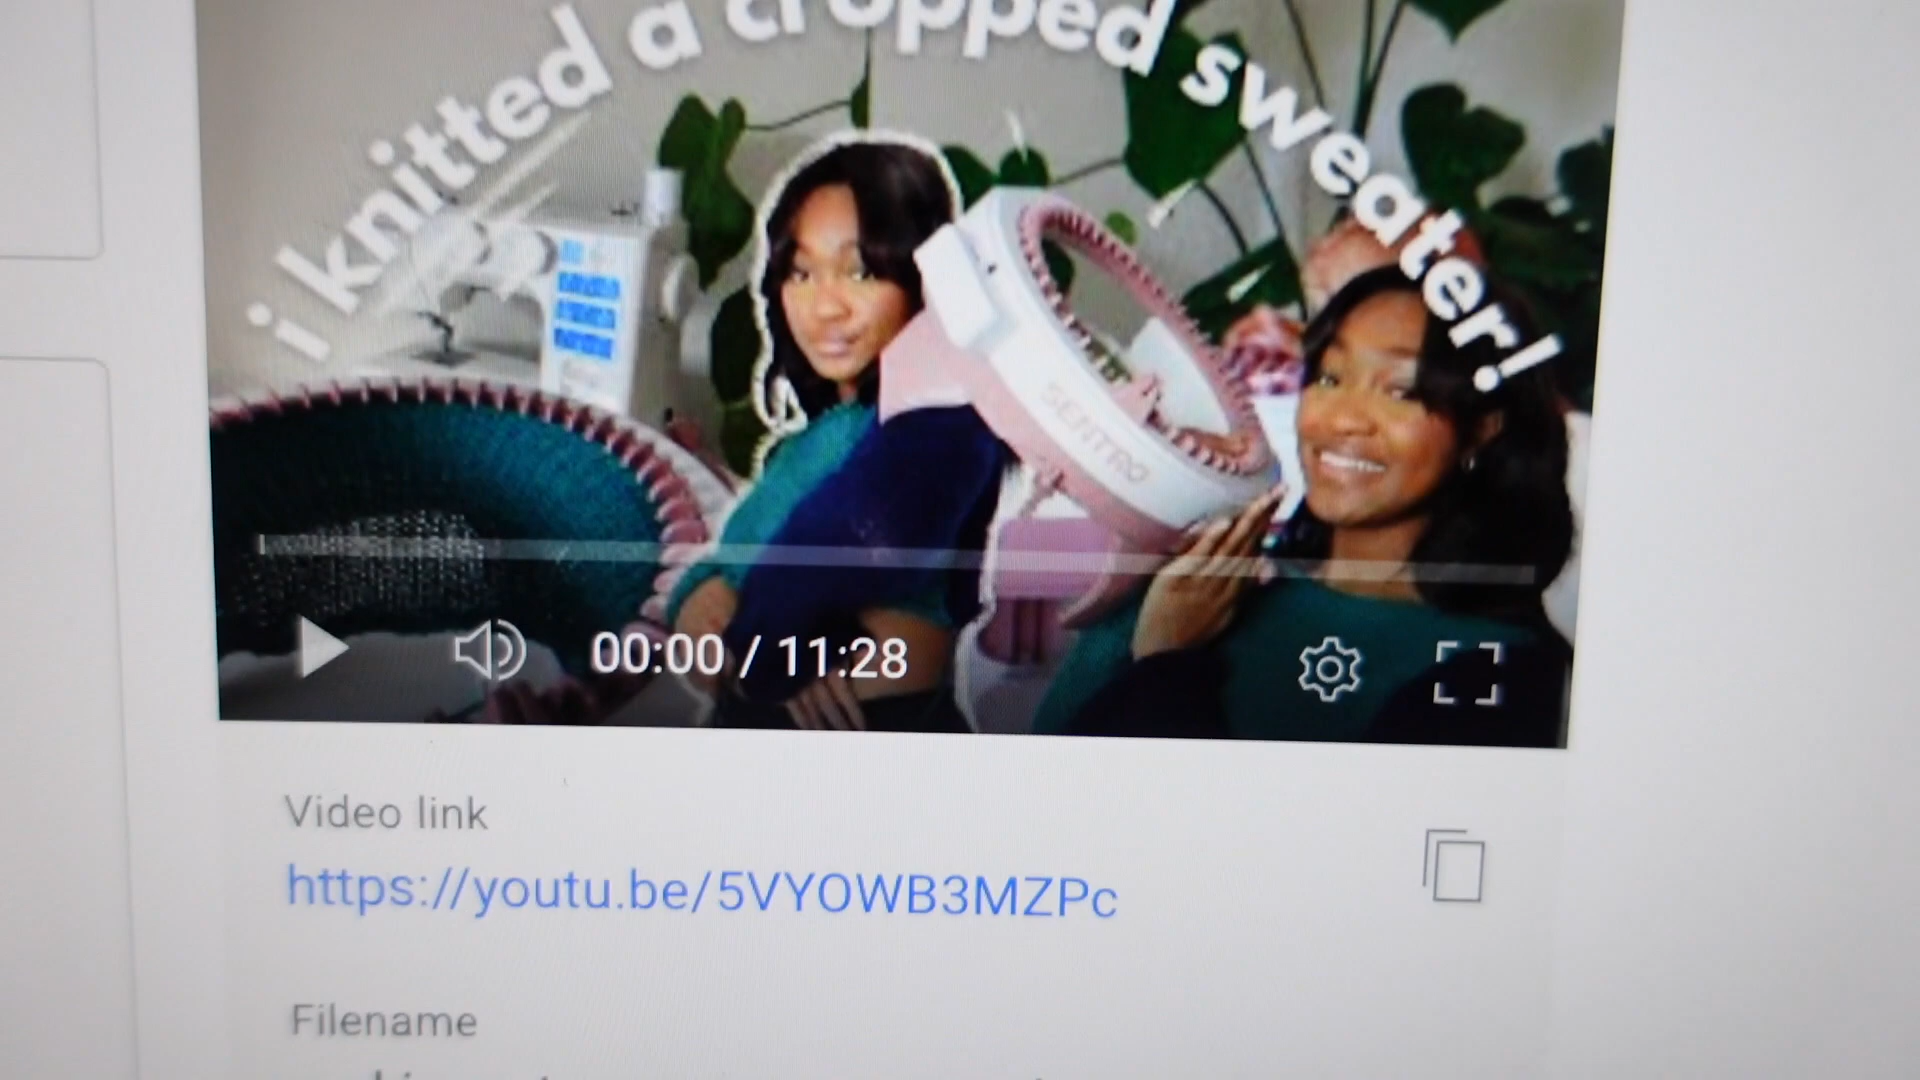 i knitted a cropped sweater!
SENTRO
00:00 / 11:28
Video link
https://youtu.be/5VYOWB3MZPc
Filename